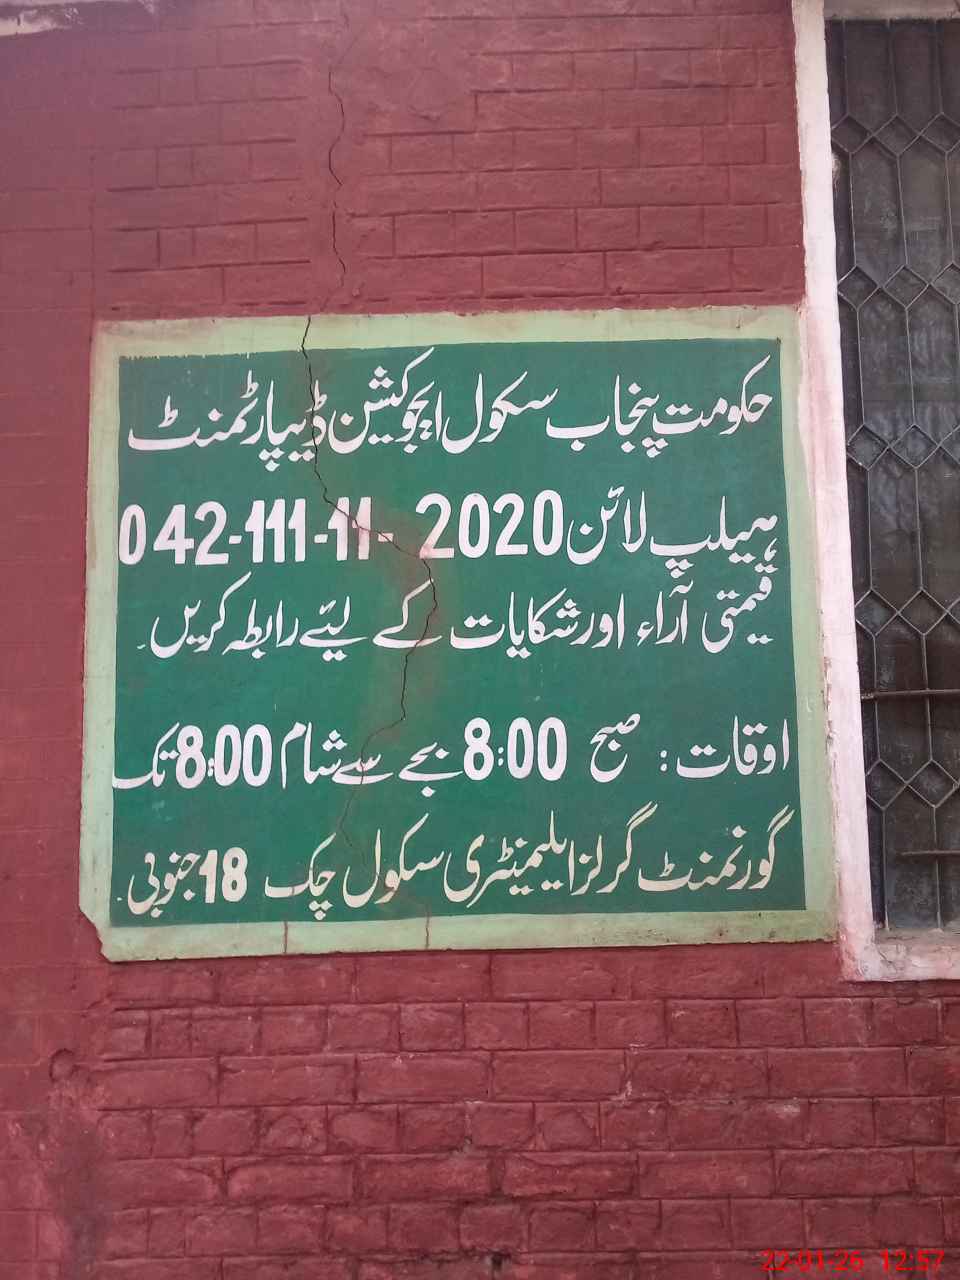 حکومت پنجاب سکول ایجوکیشن ڈیپارٹمنٹ
ہیلپ لائن 042-111-11-2020
قیمتی آراء اور شکایات کے لیئے رابطہ کریں۔
اوقات : صبح 8:00 بجے سے شام 8:00 تک
گورنمنٹ گرلز ایلیمینٹری سکول چک 18 جنوبی۔
22-01-25 12:57